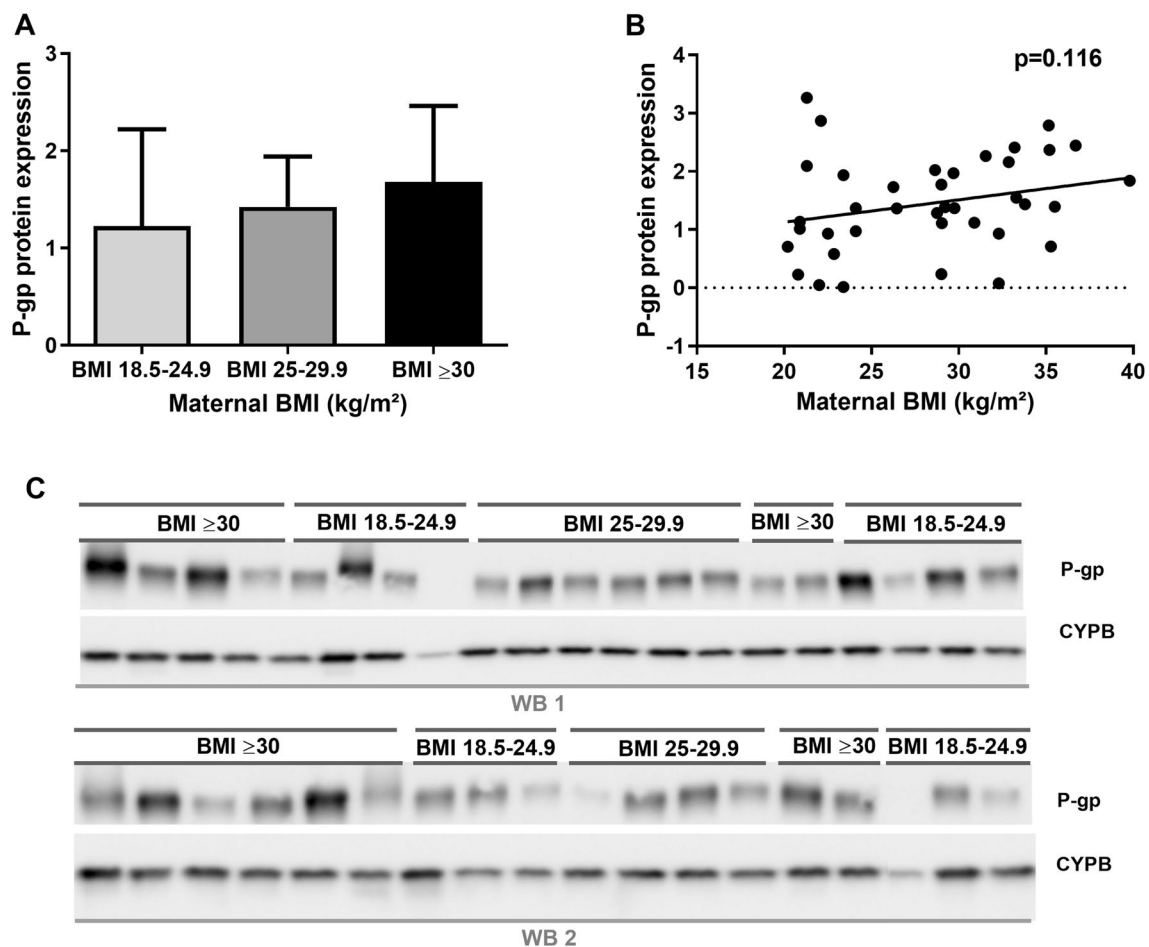 A
P-gp protein expression
3
2
1
0
BMI 18.5-24.9 BMI 25-29.9 BMI ≥30
Maternal BMI (kg/m²)
B
P-gp protein expression
p=0.116
4
3
2
1
0
-1
15 20 25 30 35 40
Maternal BMI (kg/m²)
C
BMI ≥30 BMI 18.5-24.9 BMI 25-29.9 BMI ≥30 BMI 18.5-24.9
P-gp
CYPB
WB 1
BMI ≥30 BMI 18.5-24.9 BMI 25-29.9 BMI ≥30 BMI 18.5-24.9
P-gp
CYPB
WB 2